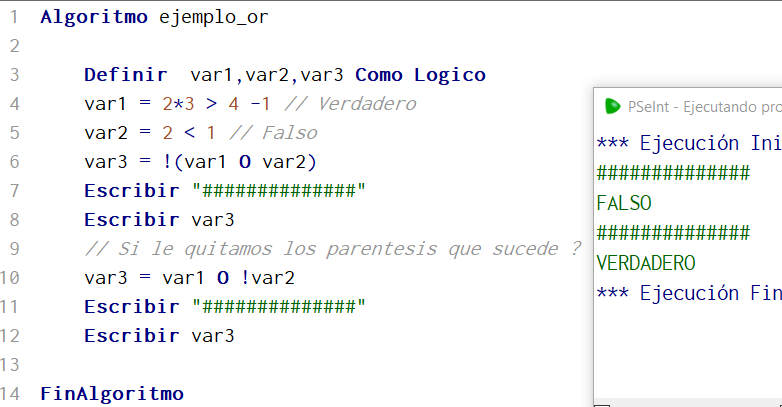 1 Algoritmo ejemplo_or
2
3 Definir  var1,var2,var3 Como Logico
4 var1 = 2*3 > 4 -1 // Verdadero
5 var2 = 2 < 1 // Falso
6 var3 = !(var1 O var2)
7 Escribir "##############"
8 Escribir var3
9 // Si le quitamos los parentesis que sucede ?
10 var3 = var1 O !var2
11 Escribir "##############"
12 Escribir var3
13
14 FinAlgoritmo
PSeInt - Ejecutando pro
*** Ejecución Ini
##############
FALSO
##############
VERDADERO
*** Ejecución Fin